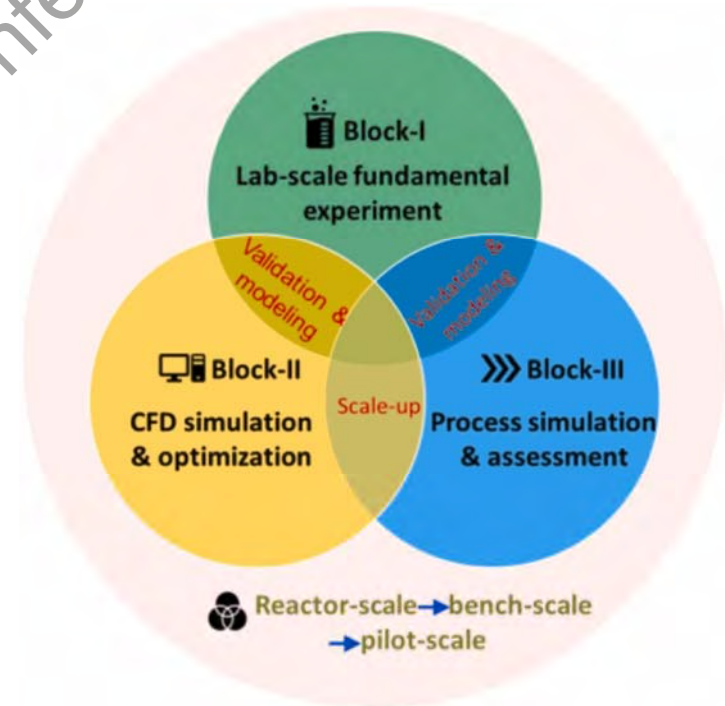 Block-I
Lab-scale fundamental
experiment
Validation &
modeling
Validation &
modeling
Block-II
CFD simulation
& optimization
Scale-up
Block-III
Process simulation
& assessment
Reactor-scale→bench-scale
→pilot-scale